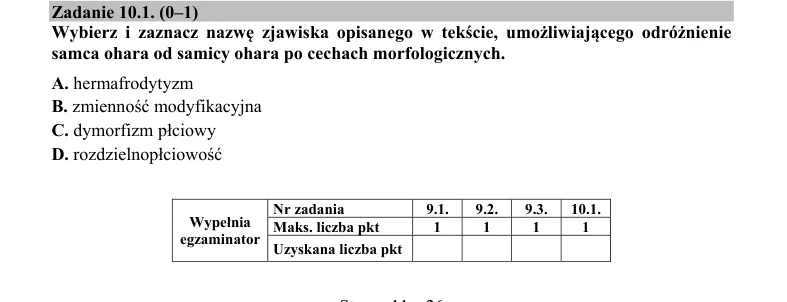 Zadanie 10.1. (0–1)
Wybierz i zaznacz nazwę zjawiska opisanego w tekście, umożliwiającego odróżnienie
samca ohara od samicy ohara po cechach morfologicznych.
A. hermafrodytyzm
B. zmienność modyfikacyjna
C. dymorfizm płciowy
D. rozdzielnopłciowość
Wypełnia
egzaminator
Nr zadania 9.1. 9.2. 9.3. 10.1.
Maks. liczba pkt 1 1 1 1
Uzyskana liczba pkt